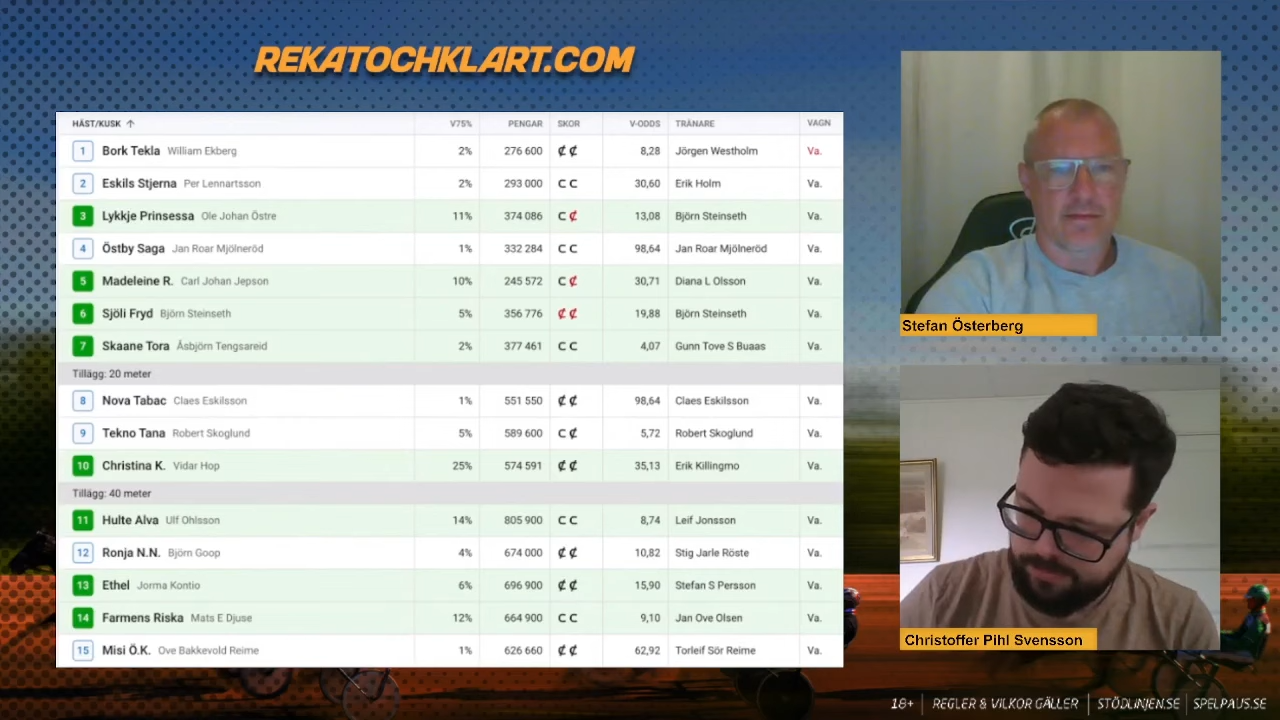 REKATOCHKLART.COM
HÄST/KUSK ↑ V75% PENGAR SKOR V-ODDS TRÄNARE VAGN
1 Bork Tekla William Ekberg 2% 276 600 ₵ ₵ 8,28 Jörgen Westholm Va.
2 Eskils Stjerna Per Lennartsson 2% 293 000 C C 30,60 Erik Holm Va.
3 Lykkje Prinsessa Ole Johan Östre 11% 374 086 C ₵ 13,08 Björn Steinseth Va.
4 Östby Saga Jan Roar Mjölneröd 1% 332 284 C C 98,64 Jan Roar Mjölneröd Va.
5 Madeleine R. Carl Johan Jepson 10% 245 572 C ₵ 30,71 Diana L Olsson Va.
6 Sjöli Fryd Björn Steinseth 5% 356 776 ₵ ₵ 19,88 Björn Steinseth Va.
7 Skaane Tora Åsbjörn Tengsareid 2% 377 461 C C 4,07 Gunn Tove S Buaas Va.
Tillägg: 20 meter
8 Nova Tabac Claes Eskilsson 1% 551 550 ₵ ₵ 98,64 Claes Eskilsson Va.
9 Tekno Tana Robert Skoglund 5% 589 600 C ₵ 5,72 Robert Skoglund Va.
10 Christina K. Vidar Hop 25% 574 591 ₵ ₵ 35,13 Erik Killingmo Va.
Tillägg: 40 meter
11 Hulte Alva Ulf Ohlsson 14% 805 900 C C 8,74 Leif Jonsson Va.
12 Ronja N.N. Björn Goop 4% 674 000 ₵ ₵ 10,82 Stig Jarle Röste Va.
13 Ethel Jorma Kontio 6% 696 900 ₵ ₵ 15,90 Stefan S Persson Va.
14 Farmens Riska Mats E Djuse 12% 664 900 C C 9,10 Jan Ove Olsen Va.
15 Misi Ö.K. Ove Bakkevold Reime 1% 626 660 ₵ ₵ 62,92 Torleif Sör Reime Va.
Stefan Österberg
Christoffer Pihl Svensson
18+ | REGLER & VILKOR GÄLLER | STÖDLINJEN.SE | SPELPAUS.SE